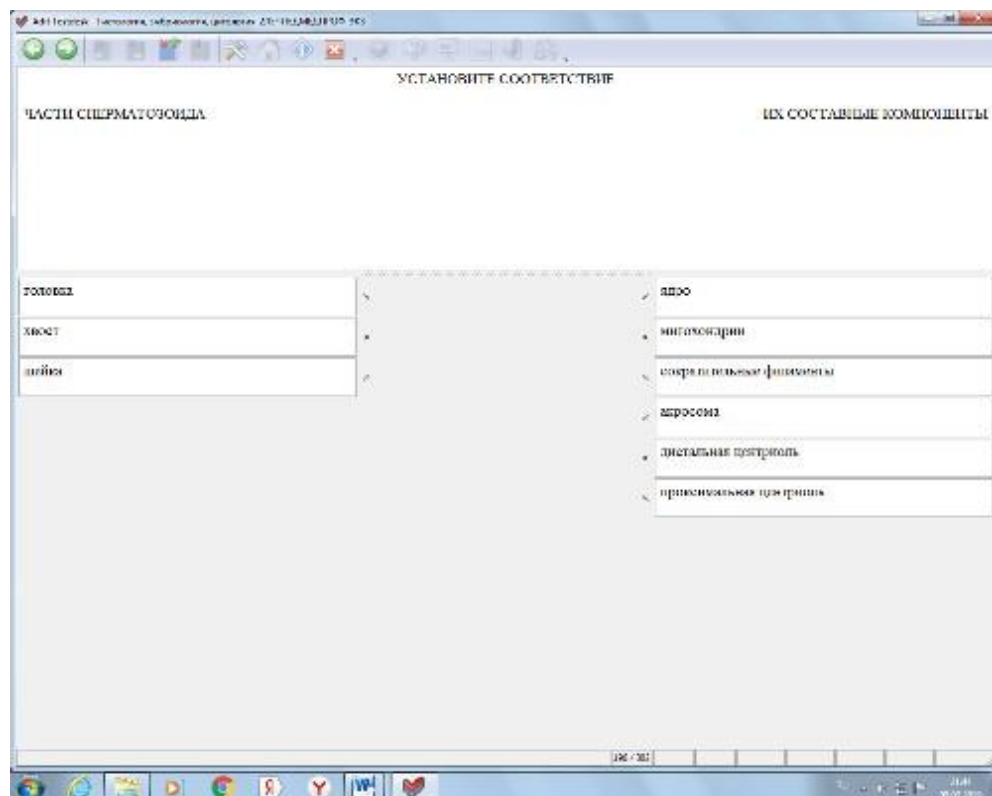 УСТАНОВИТЕ СООТВЕТСТВИЕ
ЧАСТИ СПЕРМАТОЗОИДА
ИХ СОСТАВНЫЕ КОМПОНЕНТЫ
головка
ядро
хвост
митохондрии
шейка
сократительные филаменты
акросома
дистальная центриоль
проксимальная центриоль